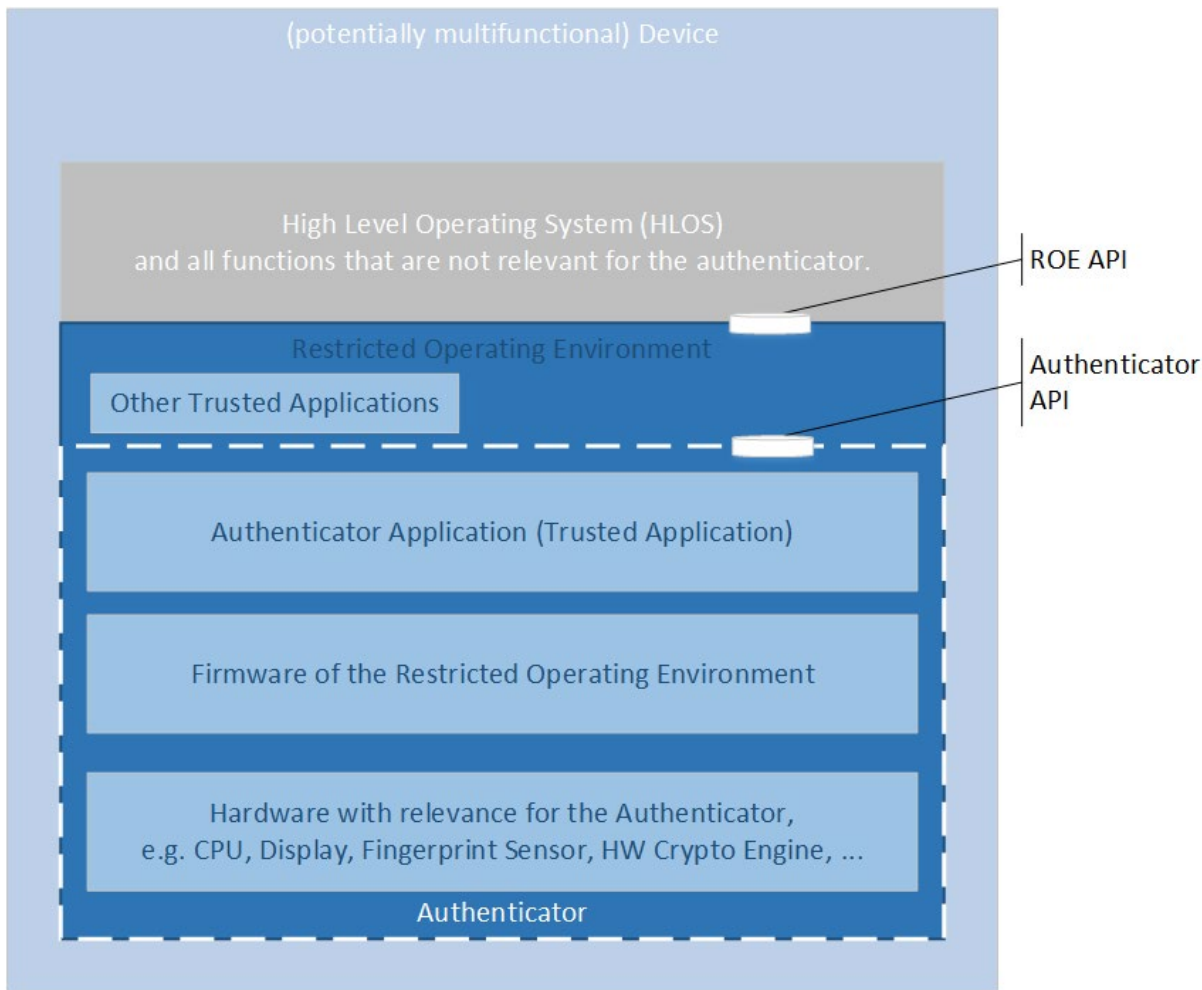 (potentially multifunctional) Device
High Level Operating System (HLOS)
and all functions that are not relevant for the authenticator.
ROE API
Restricted Operating Environment
Authenticator
API
Other Trusted Applications
Authenticator Application (Trusted Application)
Firmware of the Restricted Operating Environment
Hardware with relevance for the Authenticator,
e.g. CPU, Display, Fingerprint Sensor, HW Crypto Engine, ...
Authenticator